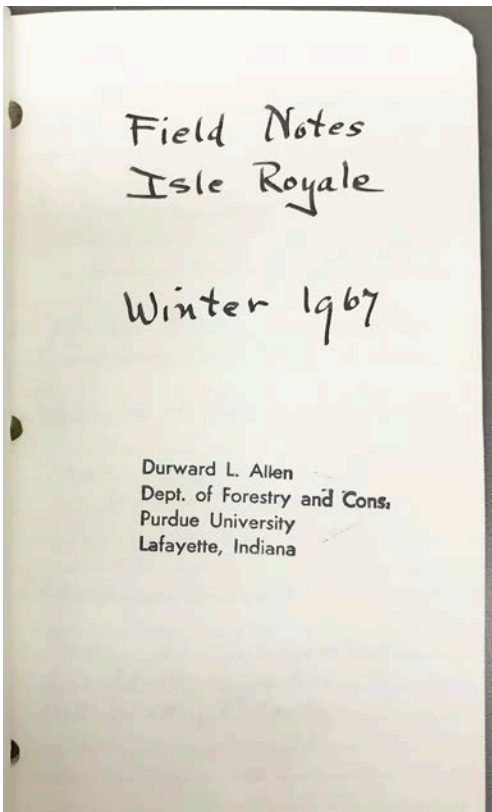 Field Notes
Isle Royale
Winter 1967
Durward L. Allen
Dept. of Forestry and Cons.
Purdue University
Lafayette, Indiana